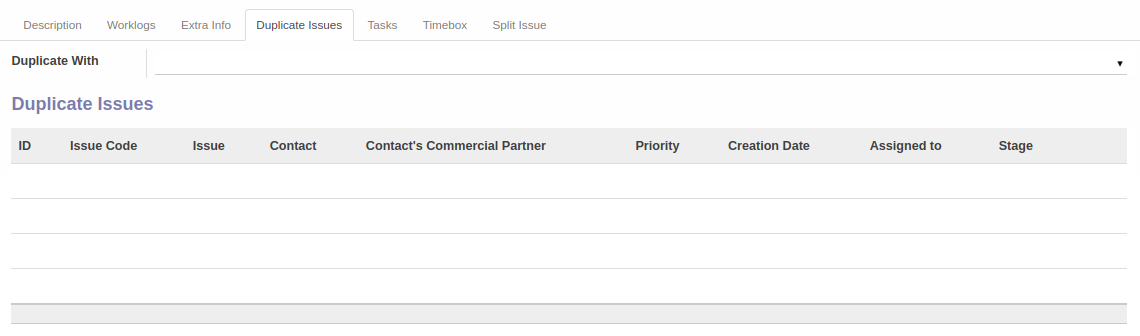 Description Worklogs Extra Info Duplicate Issues Tasks Timebox Split Issue
Duplicate With
Duplicate Issues
ID Issue Code Issue Contact Contact's Commercial Partner Priority Creation Date Assigned to Stage